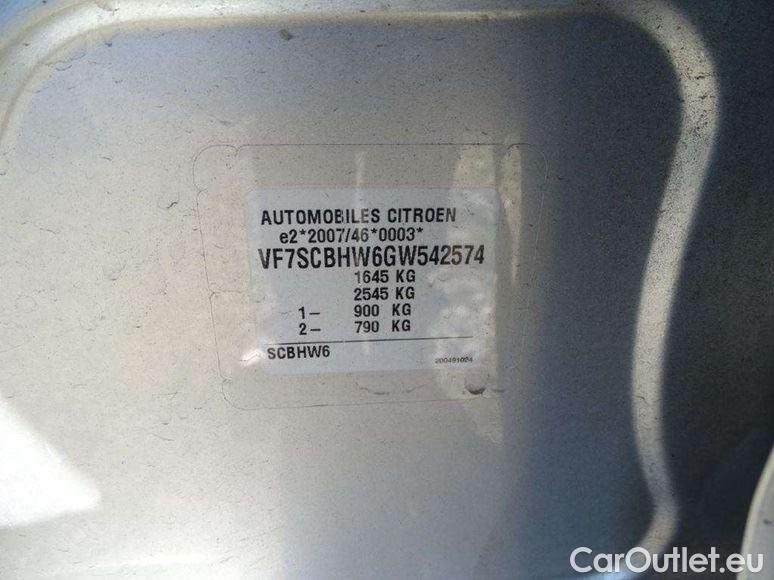 AUTOMOBILES CITROEN
e2*2007/46*0003*
VF7SCBHW6GW542574
1645 KG
2545 KG
1- 900 KG
2- 790 KG
SCBHW6
200491024
CarOutlet.eu